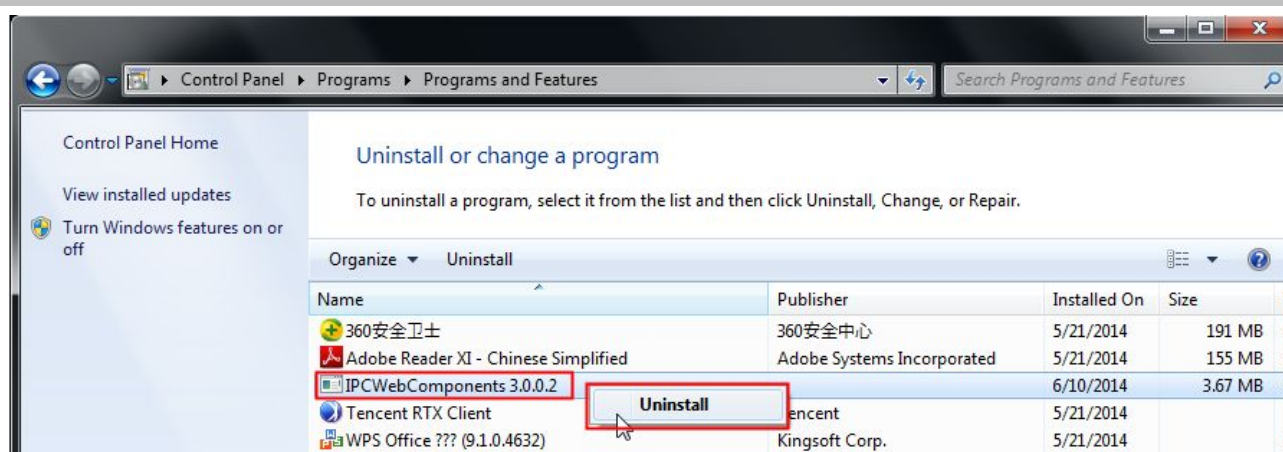 Control Panel Programs Programs and Features Search Programs and Features
Control Panel Home
View installed updates
Turn Windows features on or
off
Uninstall or change a program
To uninstall a program, select it from the list and then click Uninstall, Change, or Repair.
Organize Uninstall
Name Publisher Installed On Size
360安全卫士 360安全中心 5/21/2014 191 MB
Adobe Reader XI - Chinese Simplified Adobe Systems Incorporated 5/21/2014 155 MB
IPCWebComponents 3.0.0.2 6/10/2014 3.67 MB
Uninstall
Tencent RTX Client encent 5/21/2014
WPS Office ??? (9.1.0.4632) Kingsoft Corp. 5/21/2014